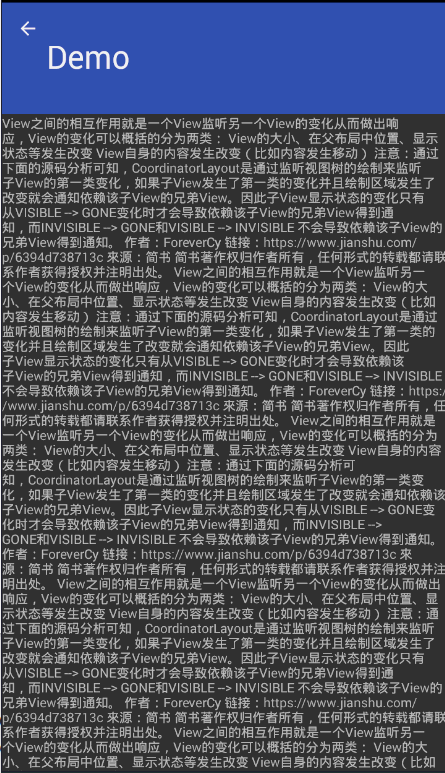 Demo
View之间的相互作用就是一个View监听另一个View的变化从而做出响
应，View的变化可以概括的分为两类： View的大小、在父布局中位置、显示
状态等发生改变 View自身的内容发生改变（比如内容发生移动） 注意：通过
下面的源码分析可知，CoordinatorLayout是通过监听视图树的绘制来监听
子View的第一类变化，如果子View发生了第一类的变化并且绘制区域发生了
改变就会通知依赖该子View的兄弟View。因此子View显示状态的变化只有
从VISIBLE --> GONE变化时才会导致依赖该子View的兄弟View得到通
知，而INVISIBLE --> GONE和VISIBLE --> INVISIBLE 不会导致依赖该子View的
兄弟View得到通知。 作者：ForeverCy 链接：https://www.jianshu.com/
p/6394d738713c 來源：简书 简书著作权归作者所有，任何形式的转载都请联
系作者获得授权并注明出处。 View之间的相互作用就是一个View监听另一
个View的变化从而做出响应，View的变化可以概括的分为两类： View的大
小、在父布局中位置、显示状态等发生改变 View自身的内容发生改变（比如
内容发生移动） 注意：通过下面的源码分析可知，CoordinatorLayout是通过
监听视图树的绘制来监听子View的第一类变化，如果子View发生了第一类的
变化并且绘制区域发生了改变就会通知依赖该子View的兄弟View。因此
子View显示状态的变化只有从VISIBLE --> GONE变化时才会导致依赖该
子View的兄弟View得到通知，而INVISIBLE --> GONE和VISIBLE --> INVISIBLE
不会导致依赖该子View的兄弟View得到通知。 作者：ForeverCy 链接：https:/
/www.jianshu.com/p/6394d738713c 來源：简书 简书著作权归作者所有，任
何形式的转载都请联系作者获得授权并注明出处。 View之间的相互作用就是
一个View监听另一个View的变化从而做出响应，View的变化可以概括的分为
两类： View的大小、在父布局中位置、显示状态等发生改变 View自身的内容
发生改变（比如内容发生移动） 注意：通过下面的源码分析可
知，CoordinatorLayout是通过监听视图树的绘制来监听子View的第一类变
化，如果子View发生了第一类的变化并且绘制区域发生了改变就会通知依赖该
子View的兄弟View。因此子View显示状态的变化只有从VISIBLE --> GONE变
化时才会导致依赖该子View的兄弟View得到通知，而INVISIBLE -->
GONE和VISIBLE --> INVISIBLE 不会导致依赖该子View的兄弟View得到通知。
作者：ForeverCy 链接：https://www.jianshu.com/p/6394d738713c 來
源：简书 简书著作权归作者所有，任何形式的转载都请联系作者获得授权并注
明出处。 View之间的相互作用就是一个View监听另一个View的变化从而做出
响应，View的变化可以概括的分为两类： View的大小、在父布局中位置、显
示状态等发生改变 View自身的内容发生改变（比如内容发生移动） 注意：通
过下面的源码分析可知，CoordinatorLayout是通过监听视图树的绘制来监听
子View的第一类变化，如果子View发生了第一类的变化并且绘制区域发生了
改变就会通知依赖该子View的兄弟View。因此子View显示状态的变化只有
从VISIBLE --> GONE变化时才会导致依赖该子View的兄弟View得到通
知，而INVISIBLE --> GONE和VISIBLE --> INVISIBLE 不会导致依赖该子View的
兄弟View得到通知。 作者：ForeverCy 链接：https://www.jianshu.com/
p/6394d738713c 來源：简书 简书著作权归作者所有，任何形式的转载都请联
系作者获得授权并注明出处。 View之间的相互作用就是一个View监听另一
个View的变化从而做出响应，View的变化可以概括的分为两类： View的大
小、在父布局中位置、显示状态等发生改变 View自身的内容发生改变（比如